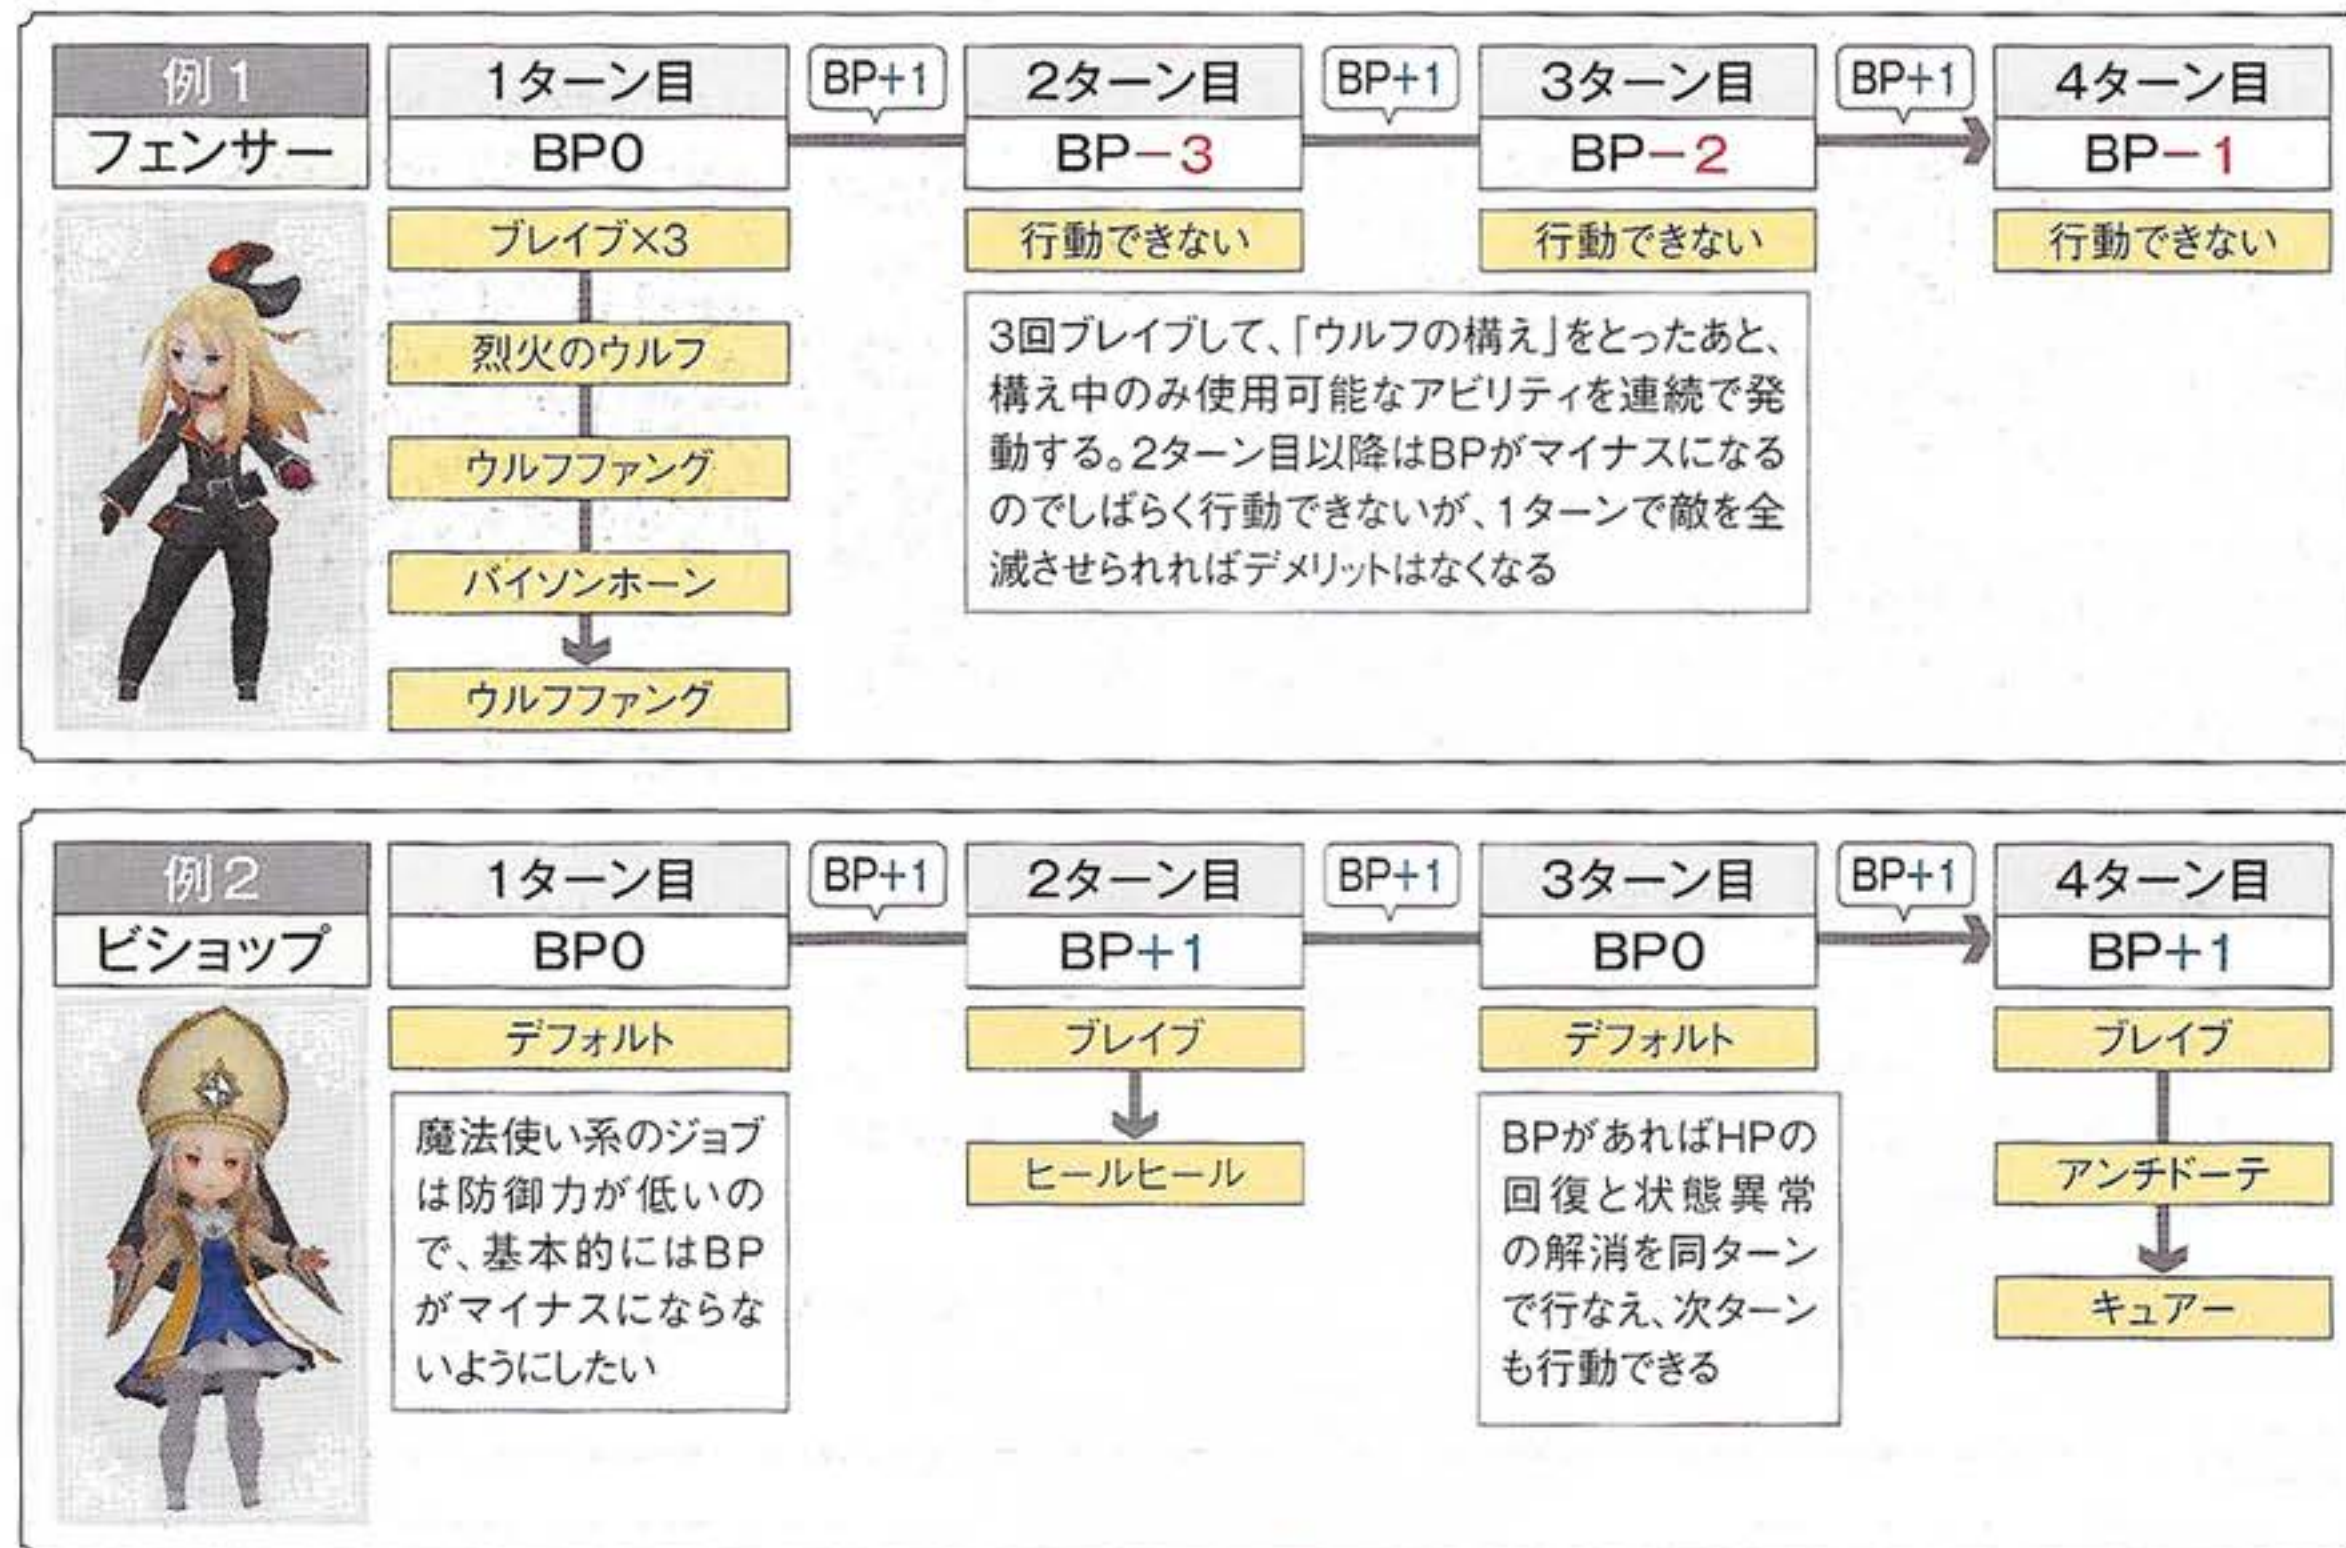 例1
フェンサー
1ターン目
BP0
BP+1
2ターン目
BP−3
BP+1
3ターン目
BP−2
BP+1
4ターン目
BP−1
ブレイブ×3
烈火のウルフ
ウルフファング
バイソンホーン
ウルフファング
行動できない
行動できない
行動できない
3回ブレイブして、「ウルフの構え」をとったあと、
構え中のみ使用可能なアビリティを連続で発
動する。2ターン目以降はBPがマイナスになる
のでしばらく行動できないが、1ターンで敵を全
滅させられればデメリットはなくなる
例2
ビショップ
1ターン目
BP0
BP+1
2ターン目
BP+1
BP+1
3ターン目
BP0
BP+1
4ターン目
BP+1
デフォルト
魔法使い系のジョブ
は防御力が低いの
で、基本的にはBP
がマイナスにならな
いようにしたい
ブレイブ
ヒールヒール
デフォルト
BPがあればHPの
回復と状態異常
の解消を同ターン
で行なえ、次ターン
も行動できる
ブレイブ
アンチドーテ
キュアー